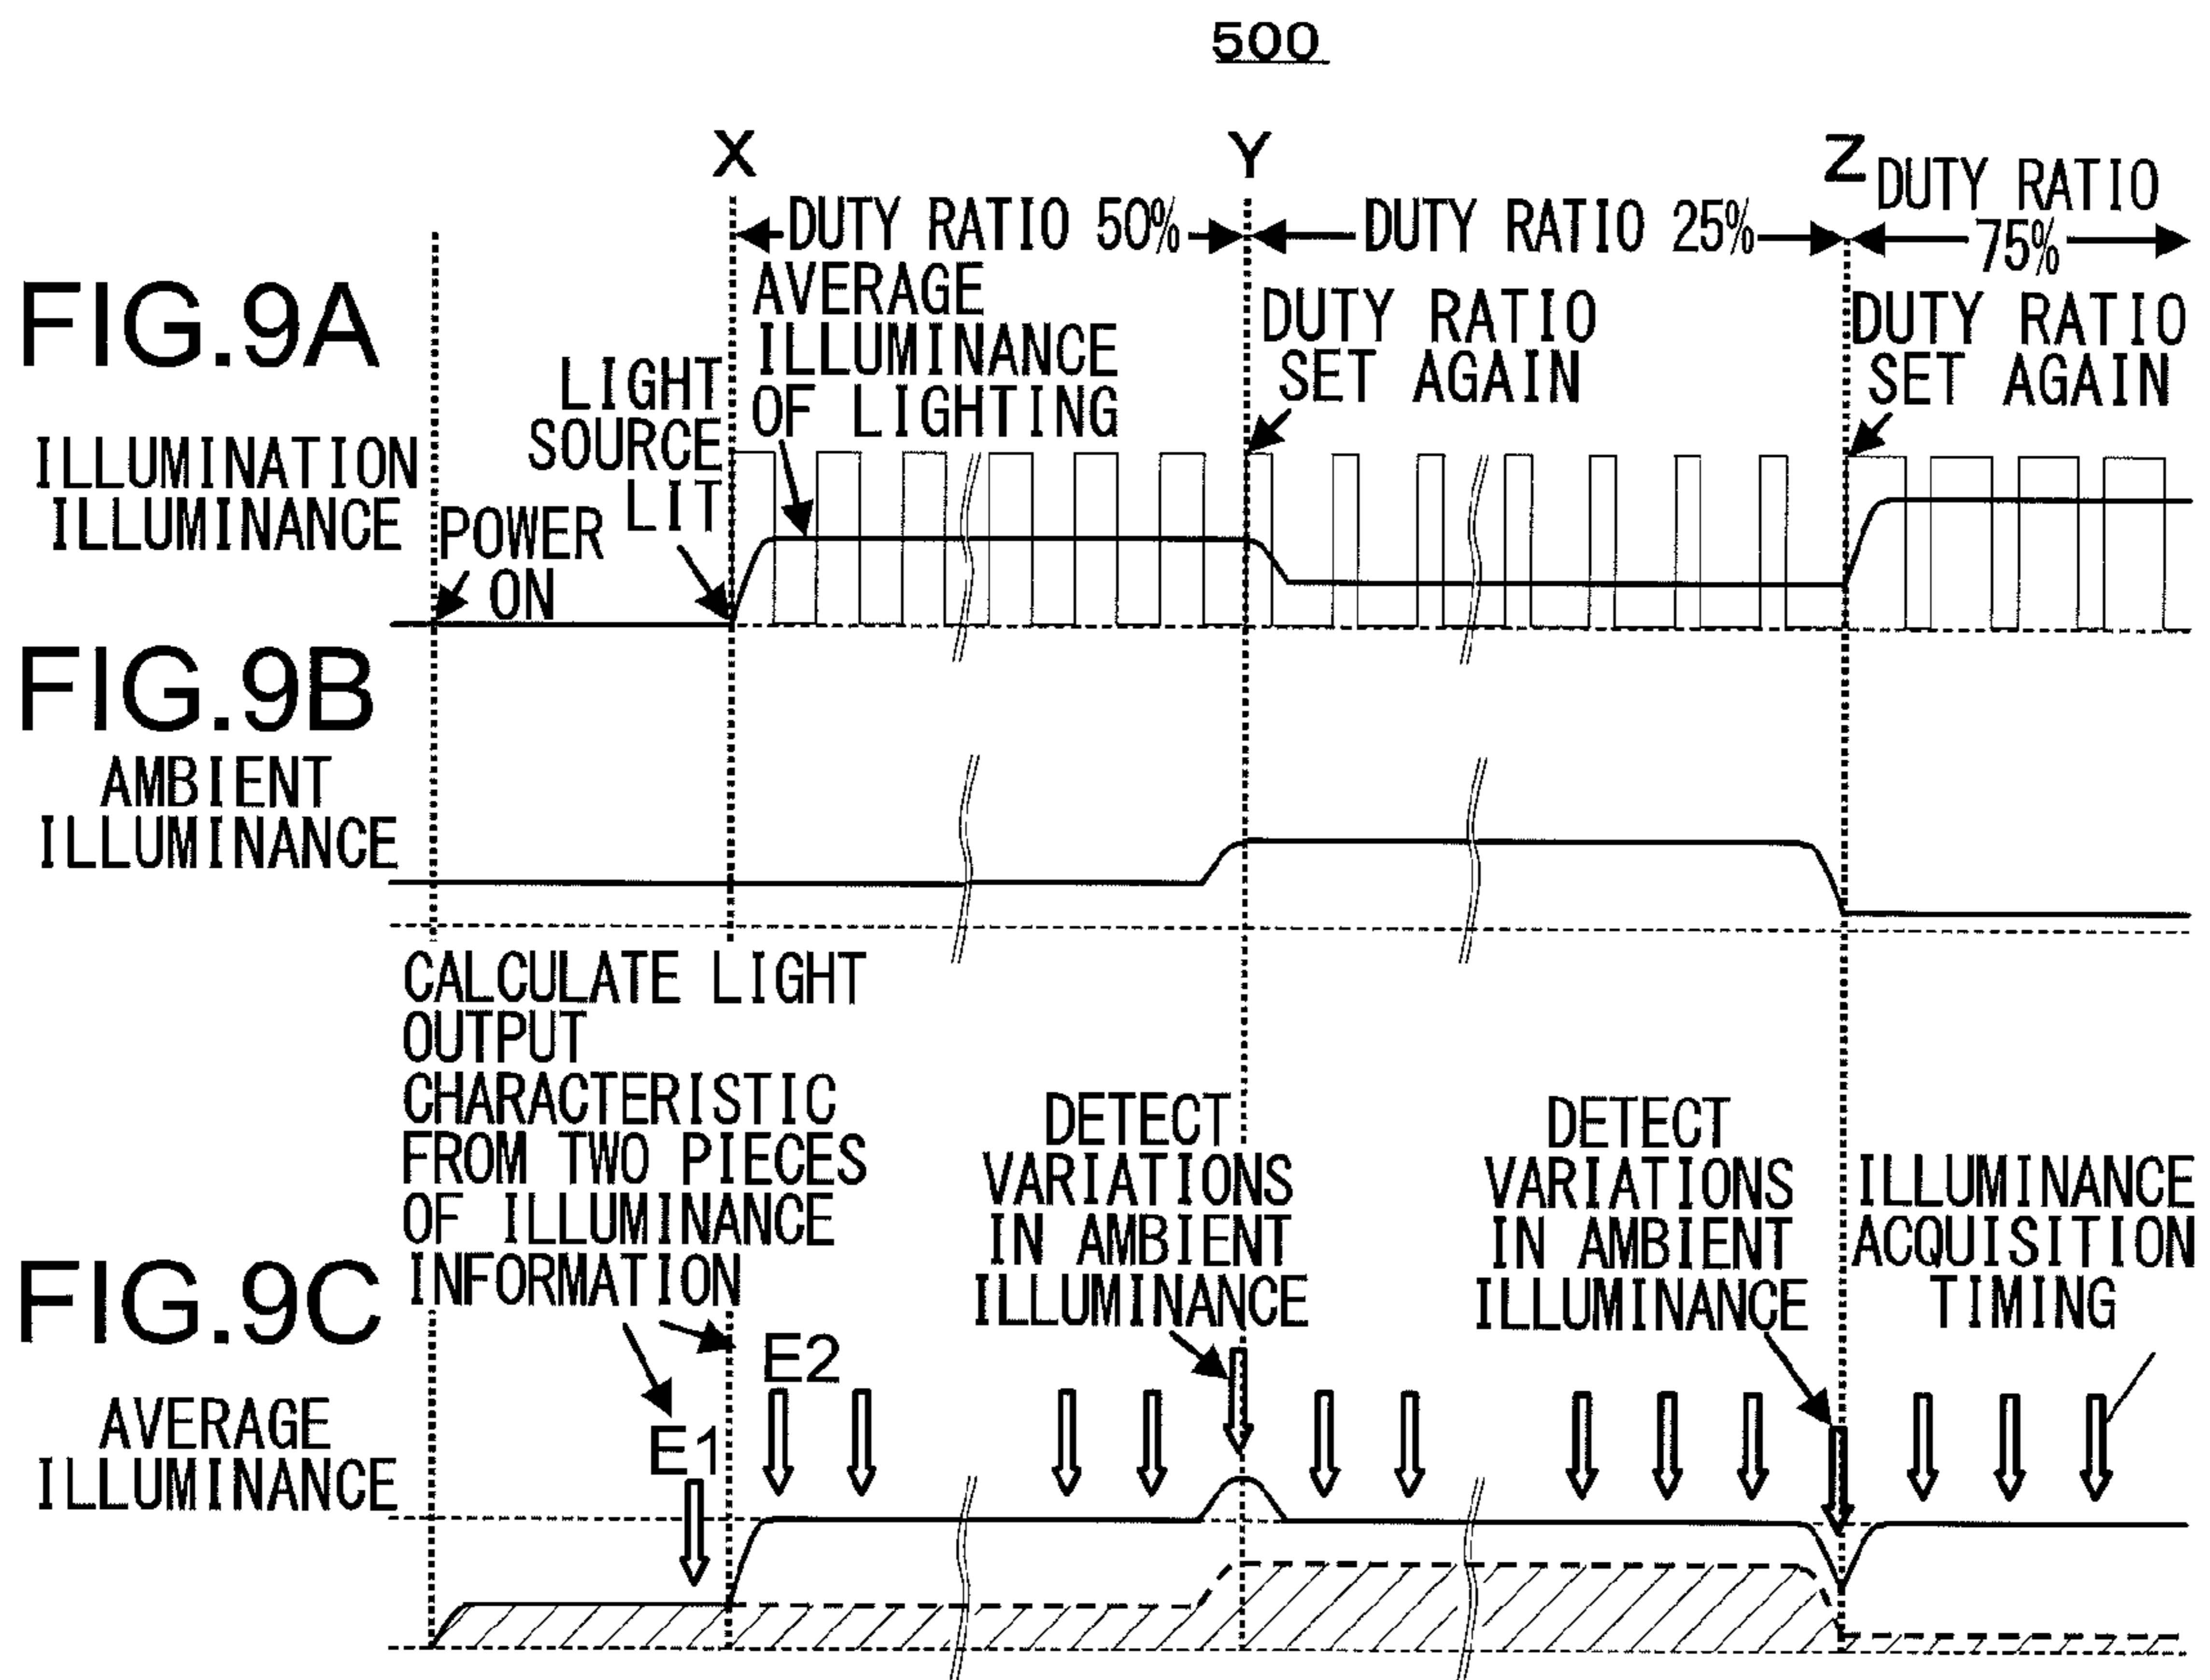 500
X
Y
Z
DUTY RATIO 50%
DUTY RATIO 25%
DUTY RATIO
75%
FIG.9A
ILLUMINATION
ILLUMINANCE
POWER
ON
LIGHT
SOURCE
LIT
AVERAGE
ILLUMINANCE
OF LIGHTING
DUTY RATIO
SET AGAIN
DUTY RATIO
SET AGAIN
FIG.9B
AMBIENT
ILLUMINANCE
FIG.9C
AVERAGE
ILLUMINANCE
CALCULATE LIGHT
OUTPUT
CHARACTERISTIC
FROM TWO PIECES
OF ILLUMINANCE
INFORMATION
E1
E2
DETECT
VARIATIONS
IN AMBIENT
ILLUMINANCE
DETECT
VARIATIONS
IN AMBIENT
ILLUMINANCE
ILLUMINANCE
ACQUISITION
TIMING